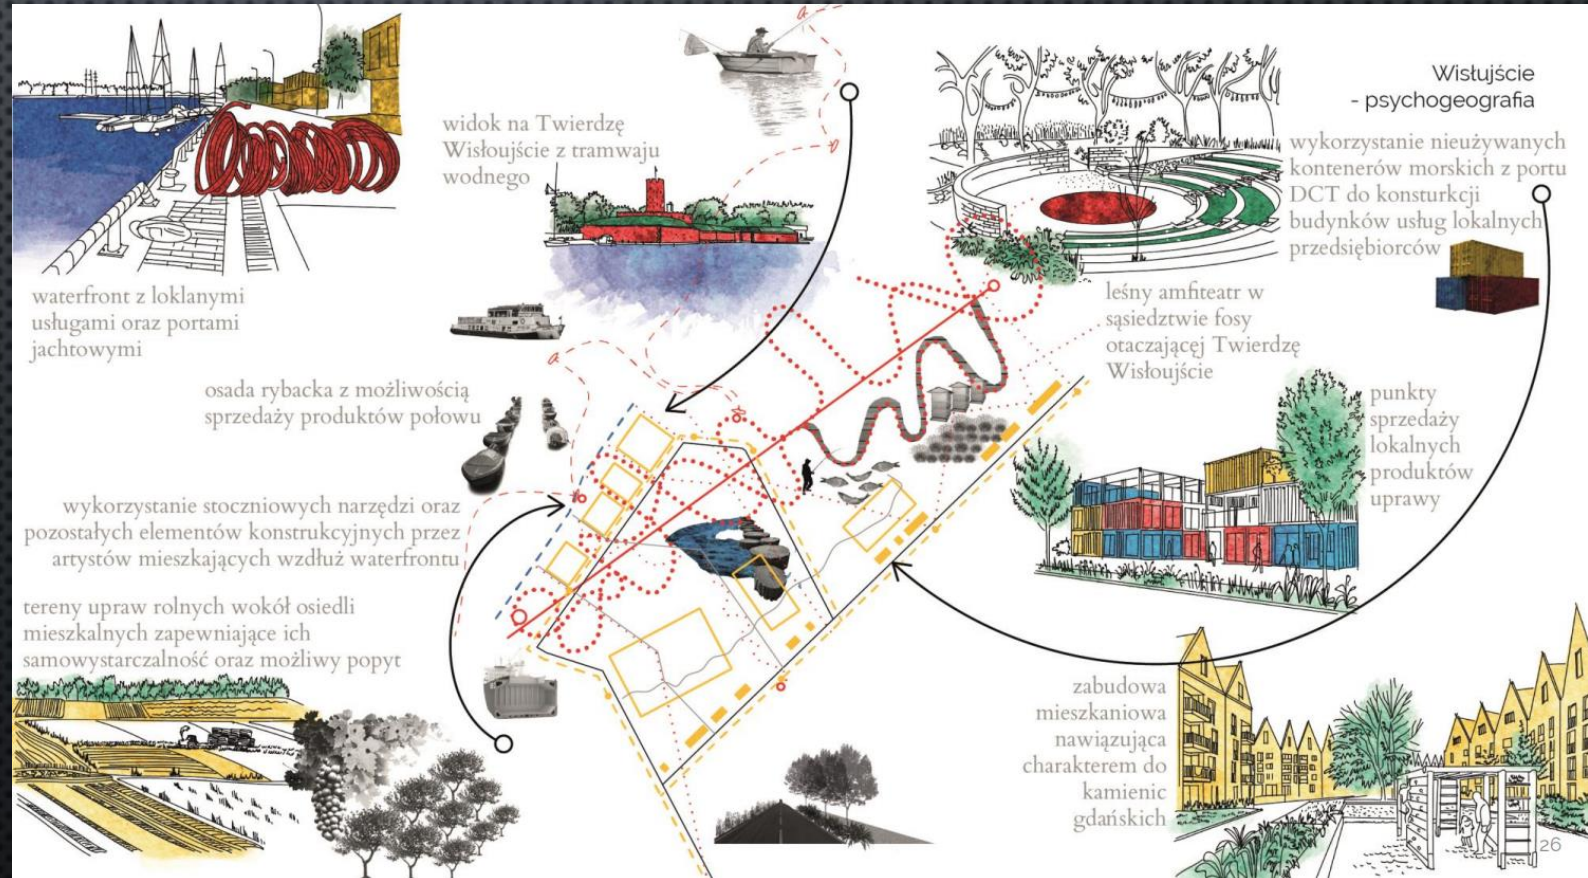 Wisłujście
- psychogeografia
widok na Twierdzę
Wisłoujście z tramwaju
wodnego
wykorzystanie nieużywanych
kontenerów morskich z portu
DCT do konsturkcji
budynków usług lokalnych
przedsiębiorców
waterfront z loklanymi
usługami oraz portami
jachtowymi
leśny amfiteatr w
sąsiedztwie fosy
otaczającej Twierdzę
Wisłoujście
osada rybacka z możliwością
sprzedaży produktów połowu
punkty
sprzedaży
lokalnych
produktów
uprawy
wykorzystanie stoczniowych narzędzi oraz
pozostałych elementów konstrukcyjnych przez
artystów mieszkających wzdłuż waterfrontu
tereny upraw rolnych wokół osiedli
mieszkalnych zapewniające ich
samowystarczalność oraz możliwy popyt
zabudowa
mieszkaniowa
nawiązująca
charakterem do
kamienic
gdańskich
26